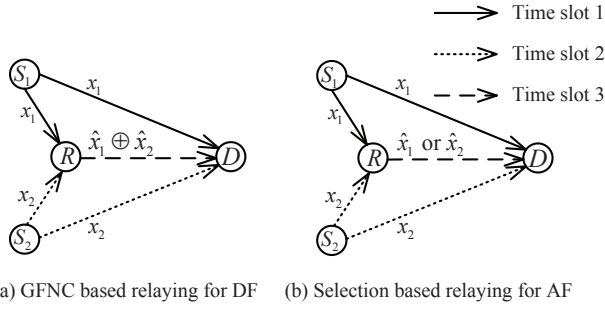 Time slot 1
Time slot 2
Time slot 3
S₁
x₁
x₁
R
x̂₁ ⊕ x̂₂
D
x₂
x₂
S₂
S₁
x₁
x₁
R
x̂₁ or x̂₂
D
x₂
x₂
S₂
a) GFNC based relaying for DF
(b) Selection based relaying for AF